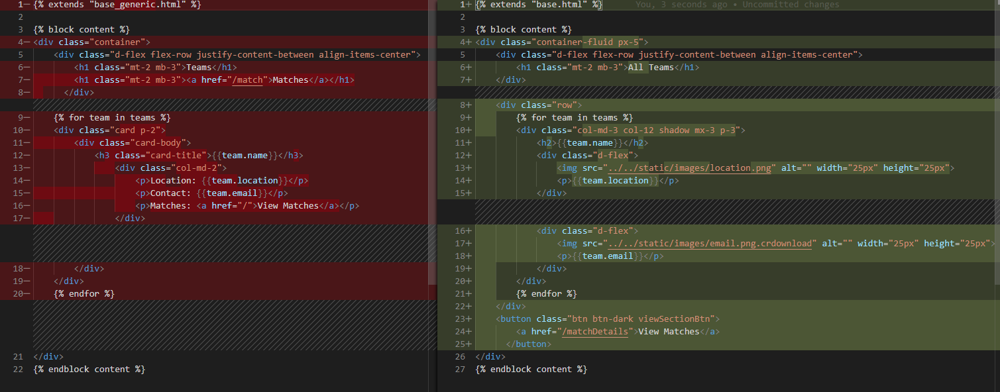 1— {% extends "base_generic.html" %}
2
3 {% block content %}
4— <div class="container">
5 <div class="d-flex flex-row justify-content-between align-items-center">
6— <h1 class="mt-2 mb-3">Teams</h1>
7— <h1 class="mt-2 mb-3"><a href="/match">Matches</a></h1>
8— </div>
9— {% for team in teams %}
10— <div class="card p-2">
11— <div class="card-body">
12— <h3 class="card-title">{{team.name}}</h3>
13— <div class="col-md-2">
14— <p>Location: {{team.location}}</p>
15— <p>Contact: {{team.email}}</p>
16— <p>Matches: <a href="/">View Matches</a></p>
17— </div>
18— </div>
19— </div>
20— {% endfor %}
21 </div>
22 {% endblock content %}
1+ {% extends "base.html" %} You, 3 seconds ago • Uncommitted changes
2
3 {% block content %}
4+ <div class="container-fluid px-5">
5 <div class="d-flex flex-row justify-content-between align-items-center">
6+ <h1 class="mt-2 mb-3">All Teams</h1>
7+ </div>
8+ <div class="row">
9+ {% for team in teams %}
10+ <div class="col-md-3 col-12 shadow mx-3 p-3">
11+ <h2>{{team.name}}</h2>
12+ <div class="d-flex">
13+ <img src="../../static/images/location.png" alt="" width="25px" height="25px">
14+ <p>{{team.location}}</p>
15+ </div>
16+ <div class="d-flex">
17+ <img src="../../static/images/email.png.crdownload" alt="" width="25px" height="25px">
18+ <p>{{team.email}}</p>
19+ </div>
20+ </div>
21+ {% endfor %}
22+ </div>
23+ <button class="btn btn-dark viewSectionBtn">
24+ <a href="/matchDetails">View Matches</a>
25+ </button>
26 </div>
27 {% endblock content %}